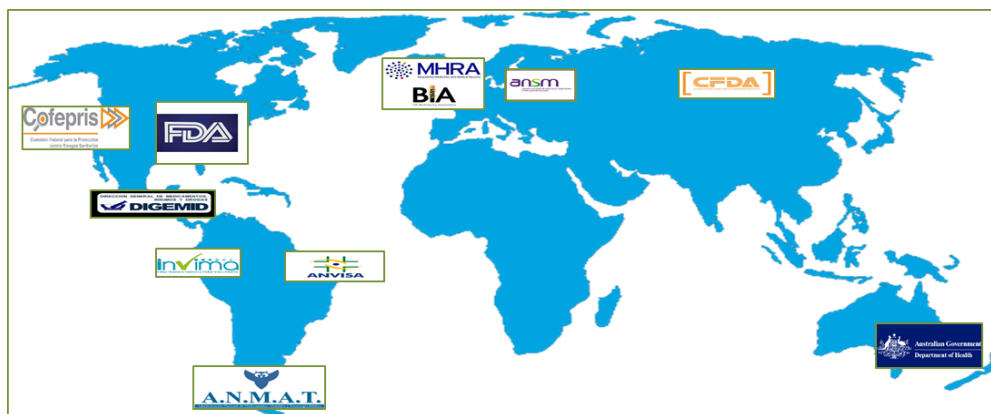 MHRA
BIA
ansm
CFDA
Cofepris
Comisión Federal para la Protección
contra Riesgos Sanitarios
FDA
DIRECCION GENERAL DE MEDICAMENTOS,
INSUMOS Y DROGAS
DIGEMID
invima
ANVISA
Australian Government
Department of Health
A.N.M.A.T.